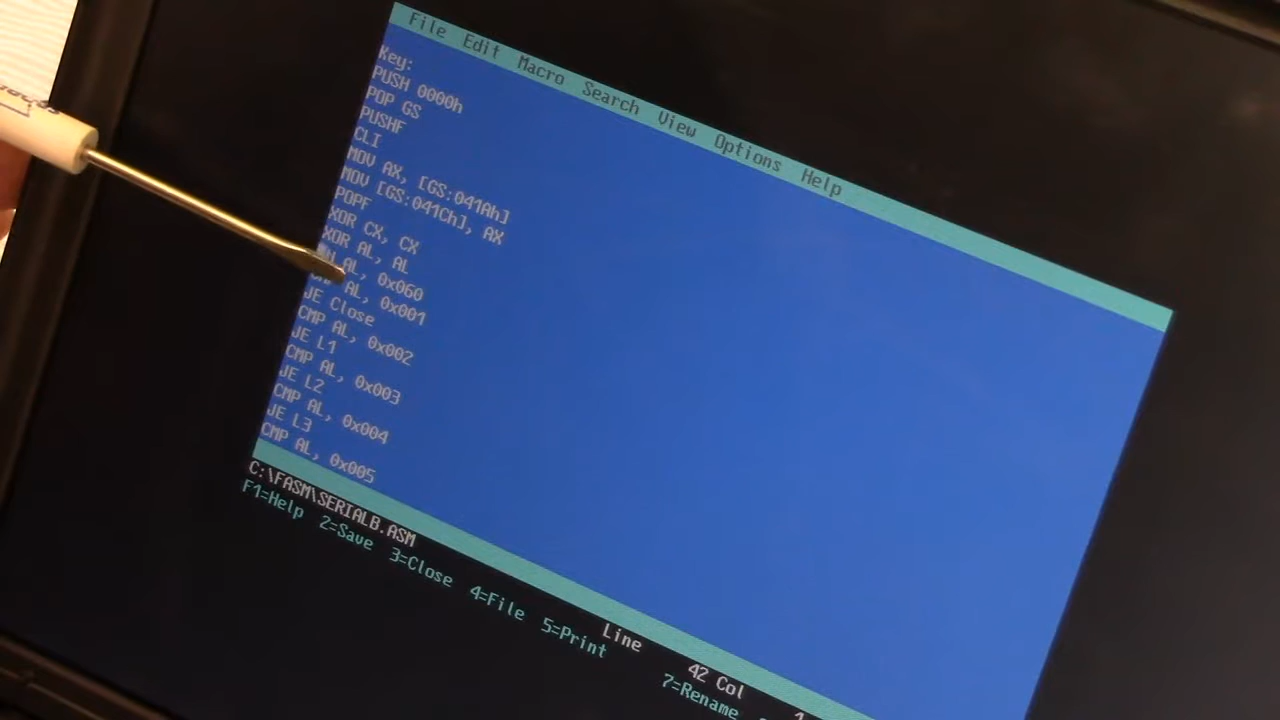 File Edit Macro Search View Options Help
Key:
PUSH 0000h
POP GS
PUSHF
CLI
MOV AX, [GS:041Ah]
MOV [GS:041Ch], AX
POPF
XOR CX, CX
XOR AL, AL
AL, 0x060
AL, 0x001
JE Close
CMP AL, 0x002
JE L1
CMP AL, 0x003
JE L2
CMP AL, 0x004
JE L3
CMP AL, 0x005
C:\FASM\SERIALB.ASM
Line 42 Col 1
F1=Help 2=Save 3=Close 4=File 5=Print 7=Rename